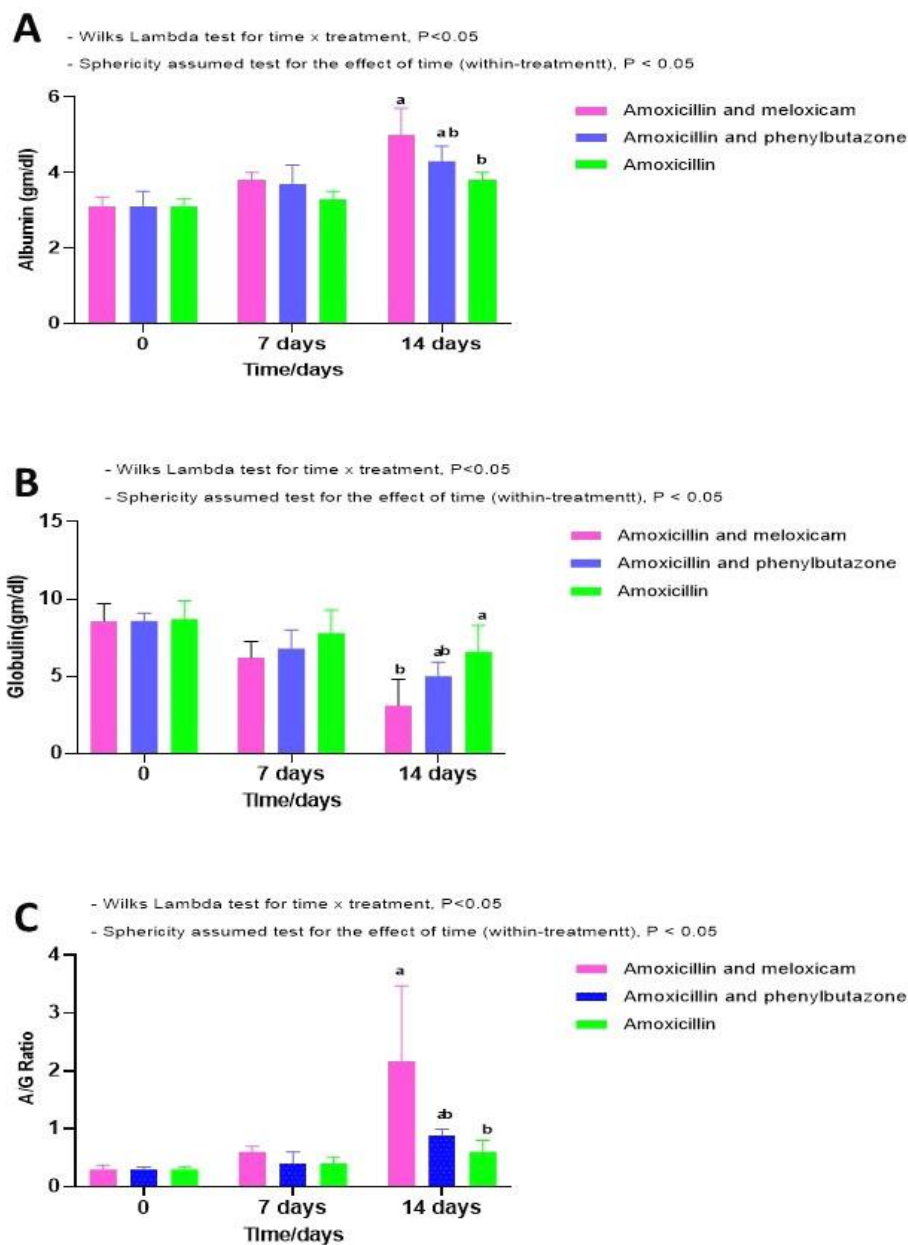 A
- Wilks Lambda test for time × treatment, P<0.05
- Sphericity assumed test for the effect of time (within-treatmentt), P < 0.05
Albumin (gm/dl)
6
4
2
0
a
ab
b
0
7 days
14 days
Time/days
Amoxicillin and meloxicam
Amoxicillin and phenylbutazone
Amoxicillin
B
- Wilks Lambda test for time × treatment, P<0.05
- Sphericity assumed test for the effect of time (within-treatmentt), P < 0.05
Globulin(gm/dl)
15
10
5
0
b
ab
a
0
7 days
14 days
Time/days
Amoxicillin and meloxicam
Amoxicillin and phenylbutazone
Amoxicillin
C
- Wilks Lambda test for time × treatment, P<0.05
- Sphericity assumed test for the effect of time (within-treatmentt), P < 0.05
A/G Ratio
4
3
2
1
0
a
ab
b
0
7 days
14 days
Time/days
Amoxicillin and meloxicam
Amoxicillin and phenylbutazone
Amoxicillin